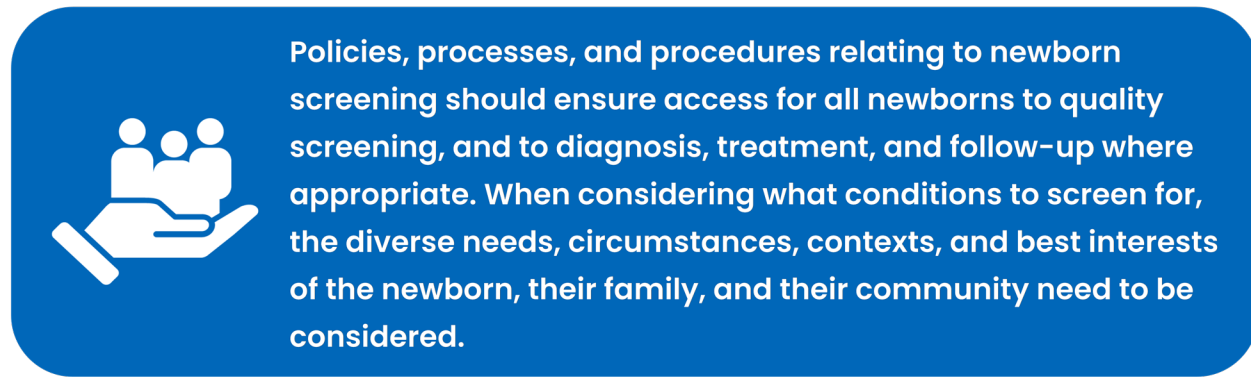 Policies, processes, and procedures relating to newborn
screening should ensure access for all newborns to quality
screening, and to diagnosis, treatment, and follow-up where
appropriate. When considering what conditions to screen for,
the diverse needs, circumstances, contexts, and best interests
of the newborn, their family, and their community need to be
considered.